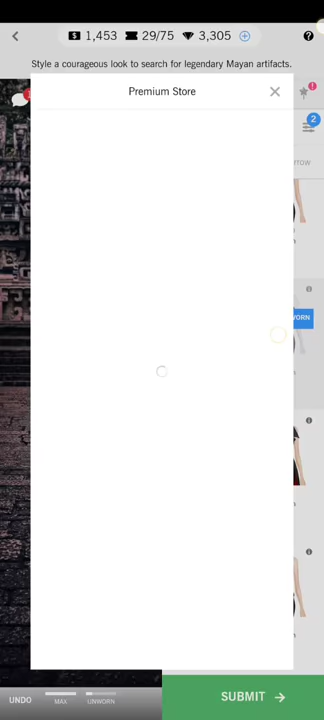 $ 1,453 29/75 3,305 ?
Style a courageous look to search for legendary Mayan artifacts.
Premium Store
!
2
ORN
UNDO
MAX
UNWORN
SUBMIT